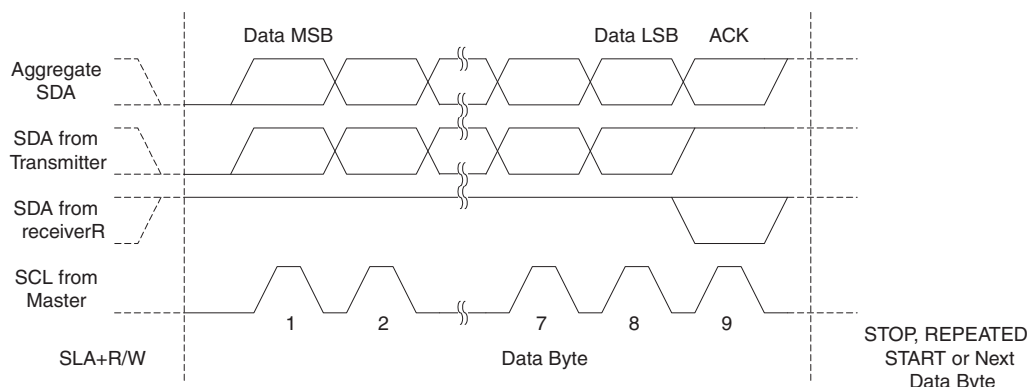 Data MSB
Data LSB
ACK
Aggregate
SDA
SDA from
Transmitter
SDA from
receiverR
SCL from
Master
1
2
7
8
9
SLA+R/W
Data Byte
STOP, REPEATED
START or Next
Data Byte